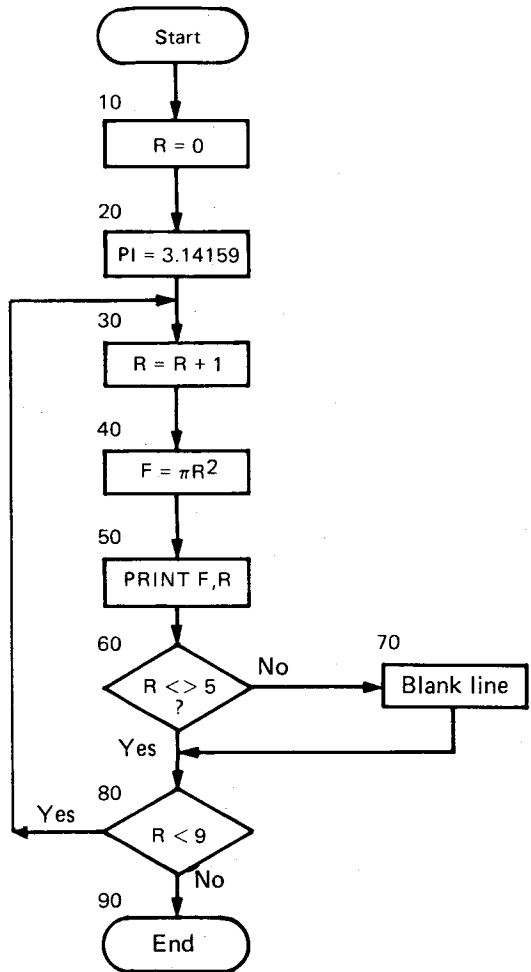 Start
10
R = 0
20
PI = 3.14159
30
R = R + 1
40
F = πR²
50
PRINT F,R
60
R <> 5
?
No
70
Blank line
Yes
80
Yes
R < 9
No
90
End